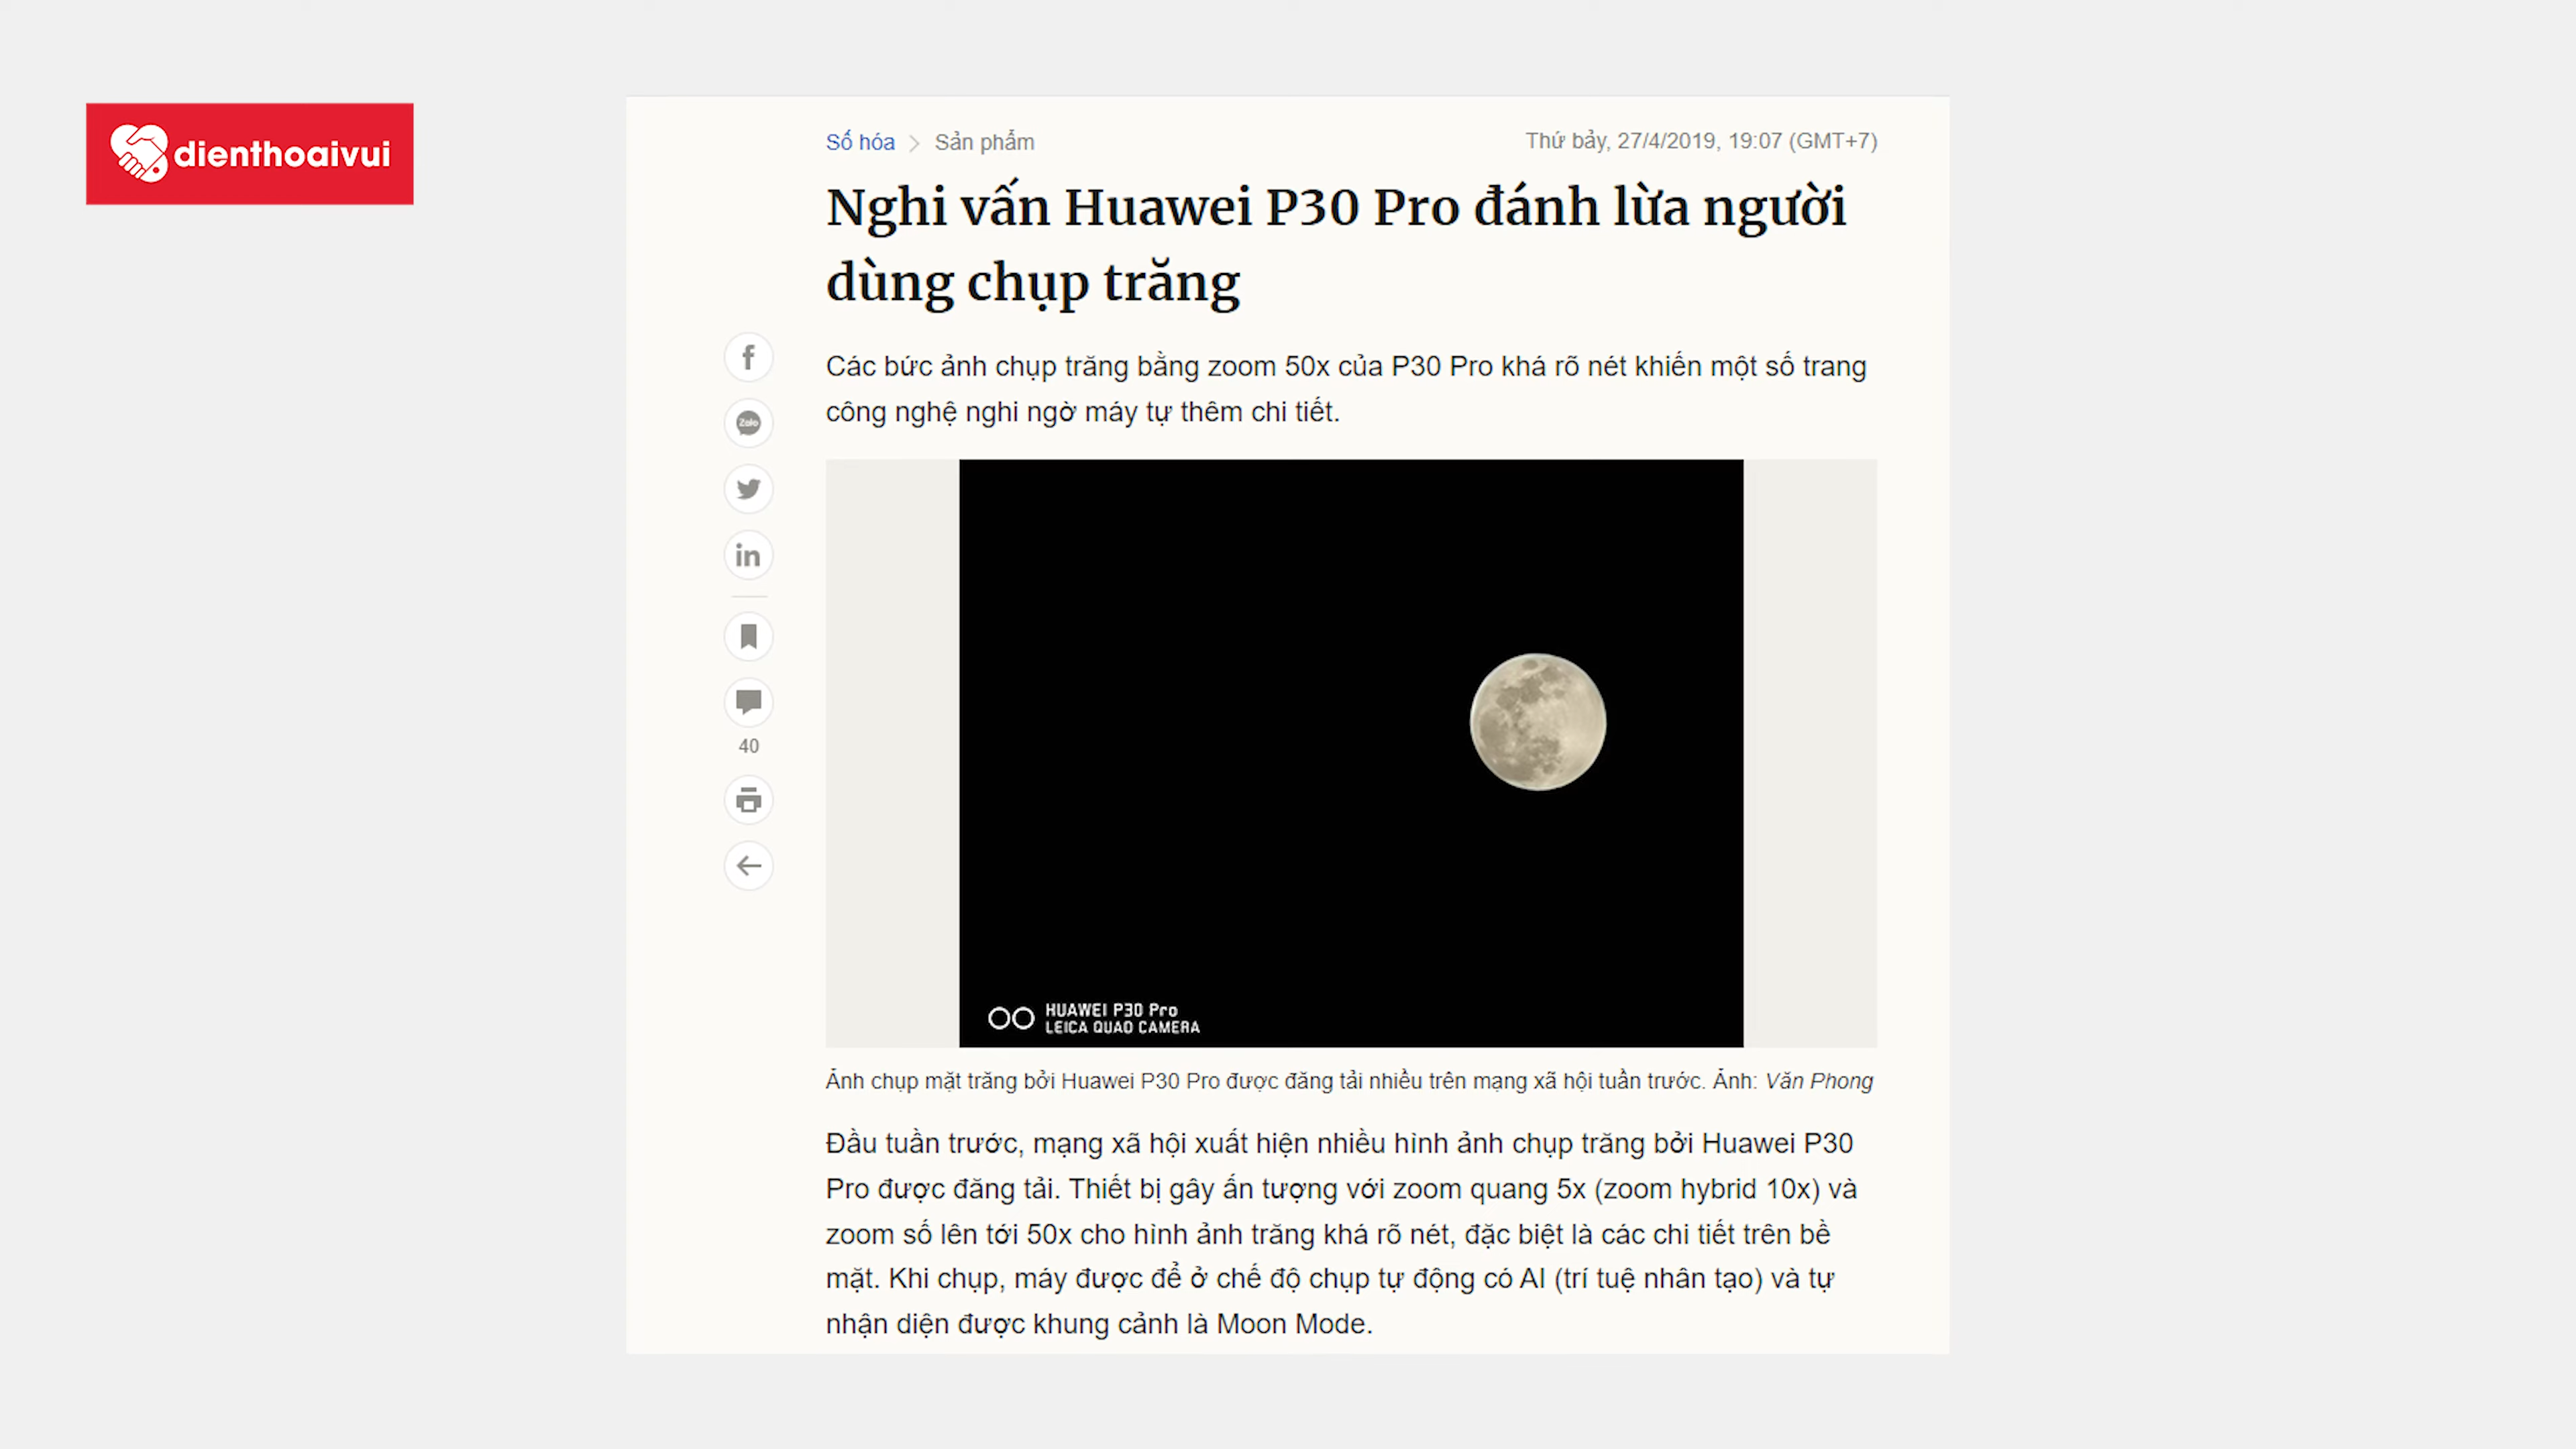 dienthoaivui
Số hóa > Sản phẩm
Thứ bảy, 27/4/2019, 19:07 (GMT+7)
Nghi vấn Huawei P30 Pro đánh lừa người
dùng chụp trăng
Các bức ảnh chụp trăng bằng zoom 50x của P30 Pro khá rõ nét khiến một số trang
công nghệ nghi ngờ máy tự thêm chi tiết.
Zalo
40
HUAWEI P30 Pro
LEICA QUAD CAMERA
Ảnh chụp mặt trăng bởi Huawei P30 Pro được đăng tải nhiều trên mạng xã hội tuần trước. Ảnh: Văn Phong
Đầu tuần trước, mạng xã hội xuất hiện nhiều hình ảnh chụp trăng bởi Huawei P30
Pro được đăng tải. Thiết bị gây ấn tượng với zoom quang 5x (zoom hybrid 10x) và
zoom số lên tới 50x cho hình ảnh trăng khá rõ nét, đặc biệt là các chi tiết trên bề
mặt. Khi chụp, máy được để ở chế độ chụp tự động có AI (trí tuệ nhân tạo) và tự
nhận diện được khung cảnh là Moon Mode.